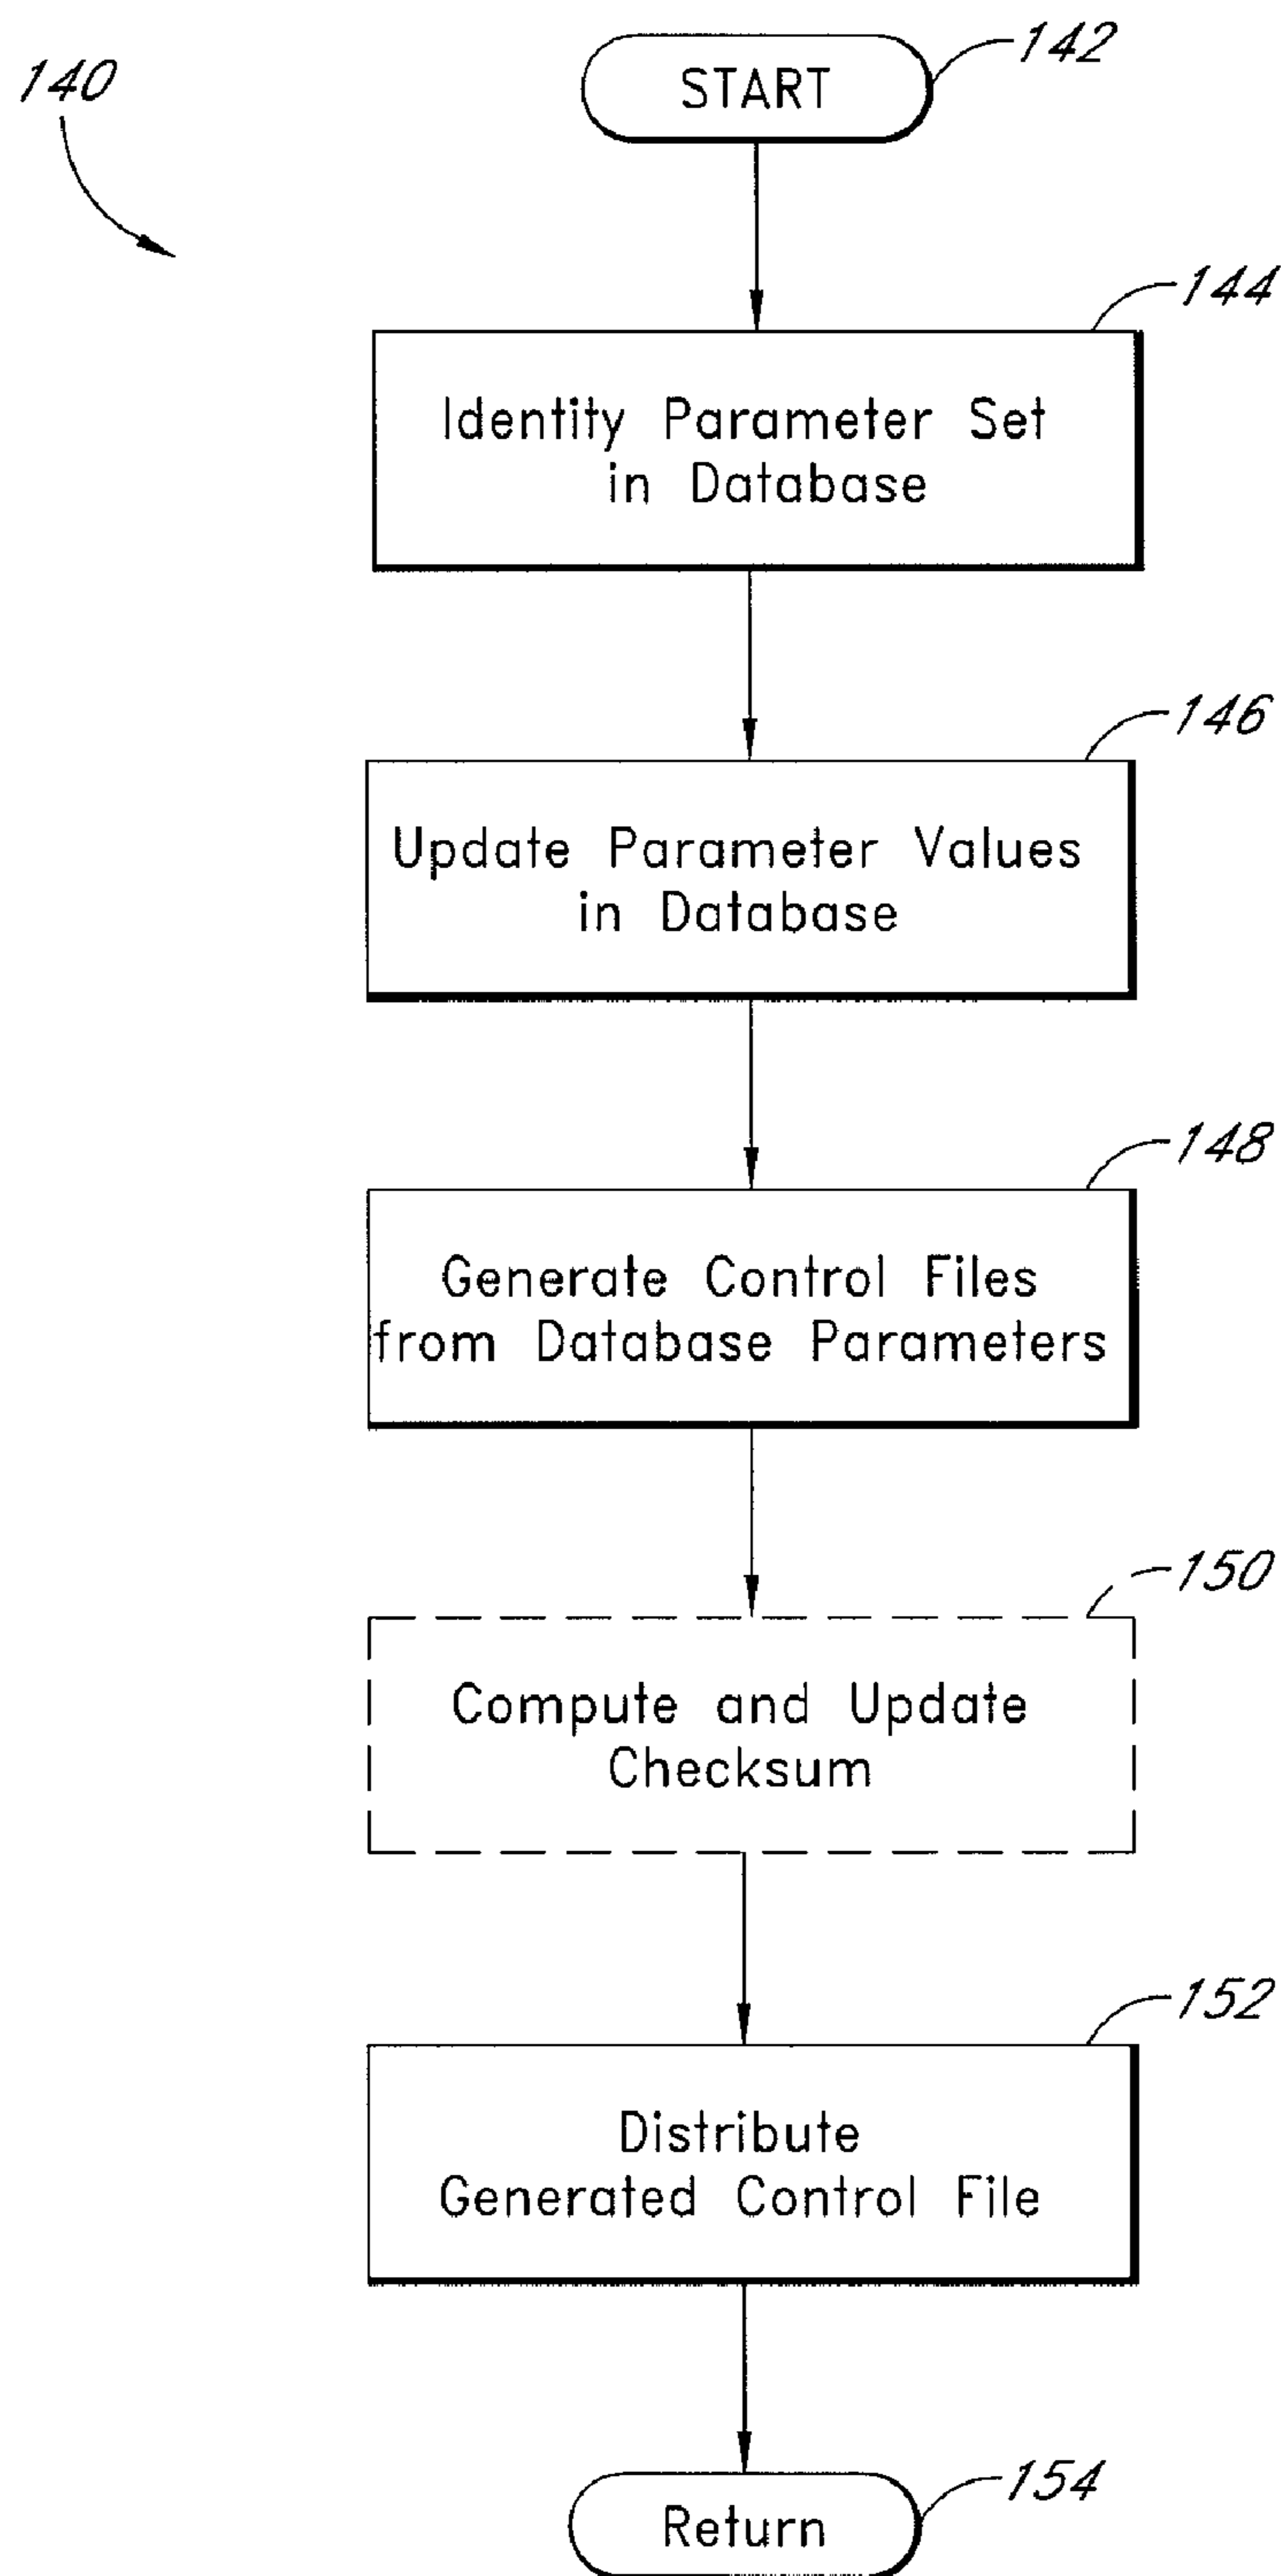 140
START
142
144
Identity Parameter Set
in Database
146
Update Parameter Values
in Database
148
Generate Control Files
from Database Parameters
150
Compute and Update
Checksum
152
Distribute
Generated Control File
154
Return